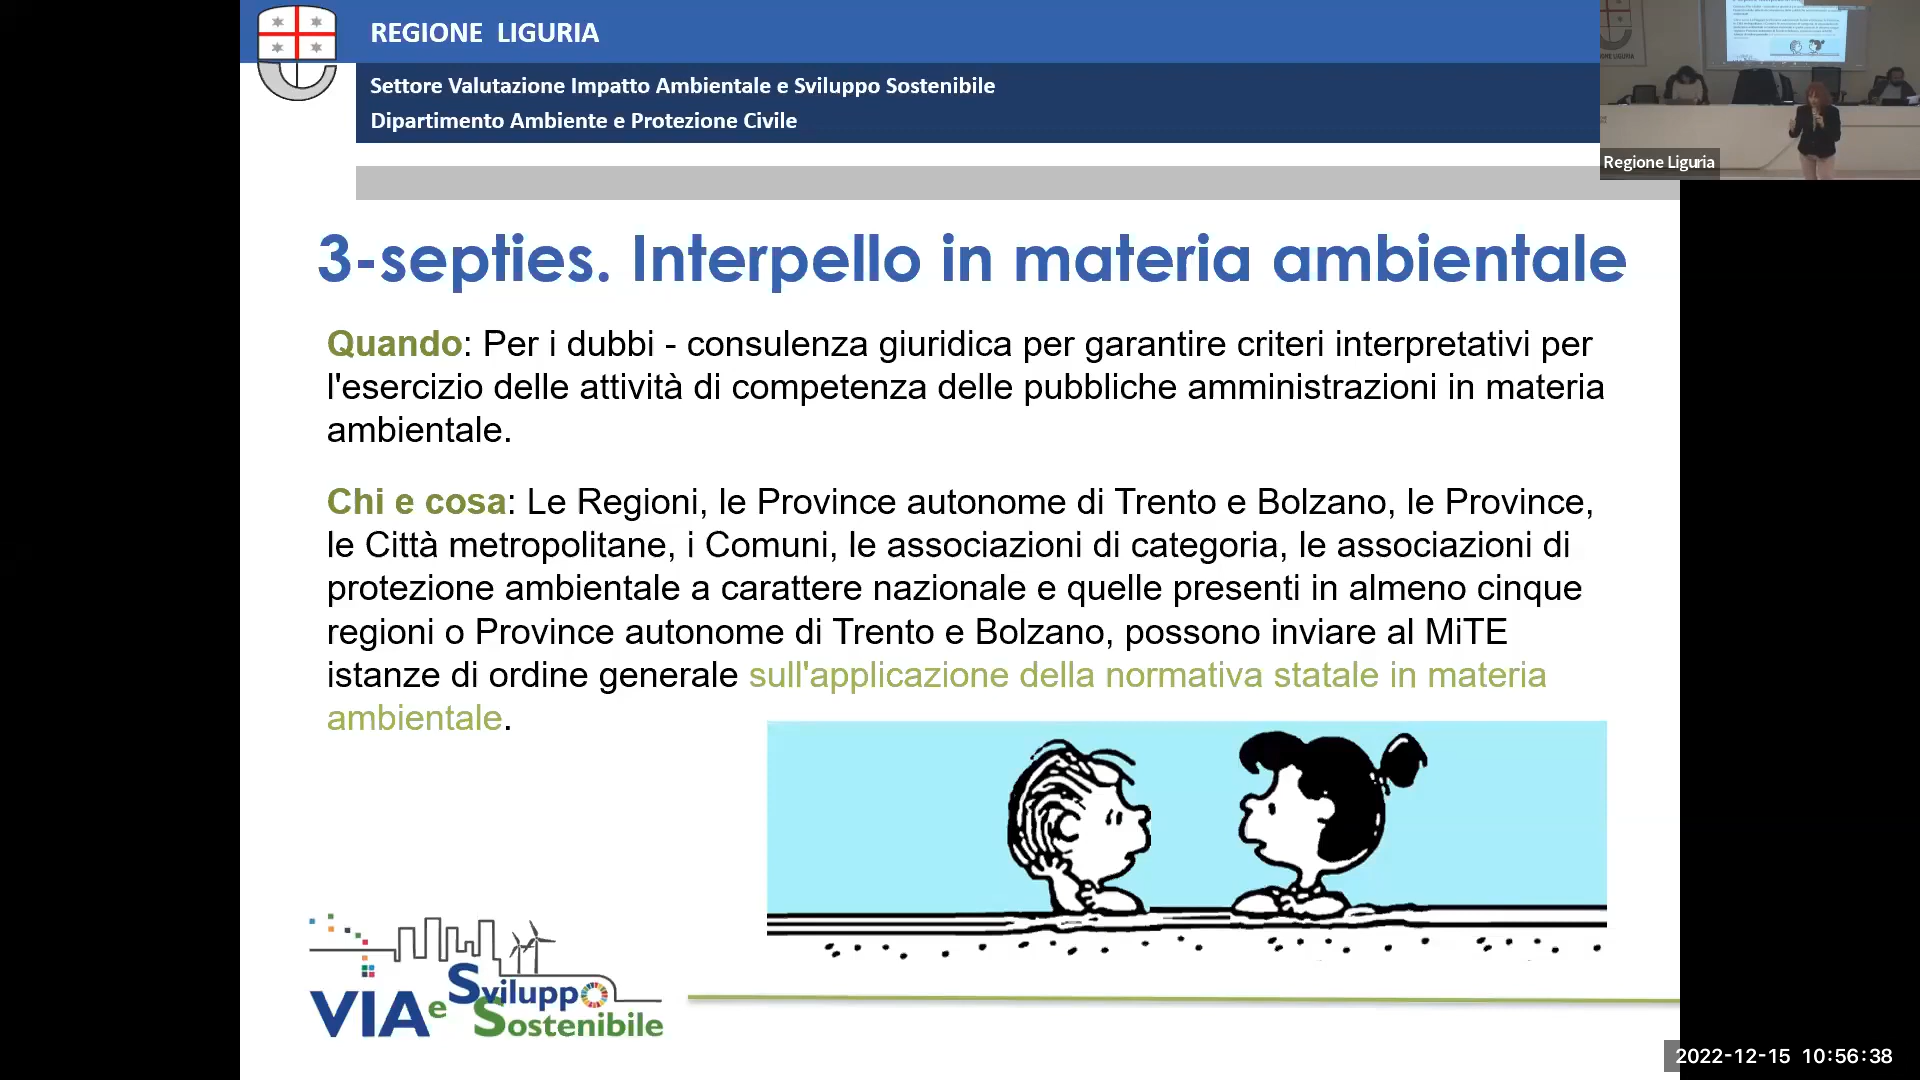 REGIONE LIGURIA
Settore Valutazione Impatto Ambientale e Sviluppo Sostenibile
Dipartimento Ambiente e Protezione Civile
Regione Liguria
3-septies. Interpello in materia ambientale
Quando: Per i dubbi - consulenza giuridica per garantire criteri interpretativi per
l'esercizio delle attività di competenza delle pubbliche amministrazioni in materia
ambientale.
Chi e cosa: Le Regioni, le Province autonome di Trento e Bolzano, le Province,
le Città metropolitane, i Comuni, le associazioni di categoria, le associazioni di
protezione ambientale a carattere nazionale e quelle presenti in almeno cinque
regioni o Province autonome di Trento e Bolzano, possono inviare al MiTE
istanze di ordine generale sull'applicazione della normativa statale in materia
ambientale.
VIA e Sviluppo
Sostenibile
2022-12-15 10:56:38